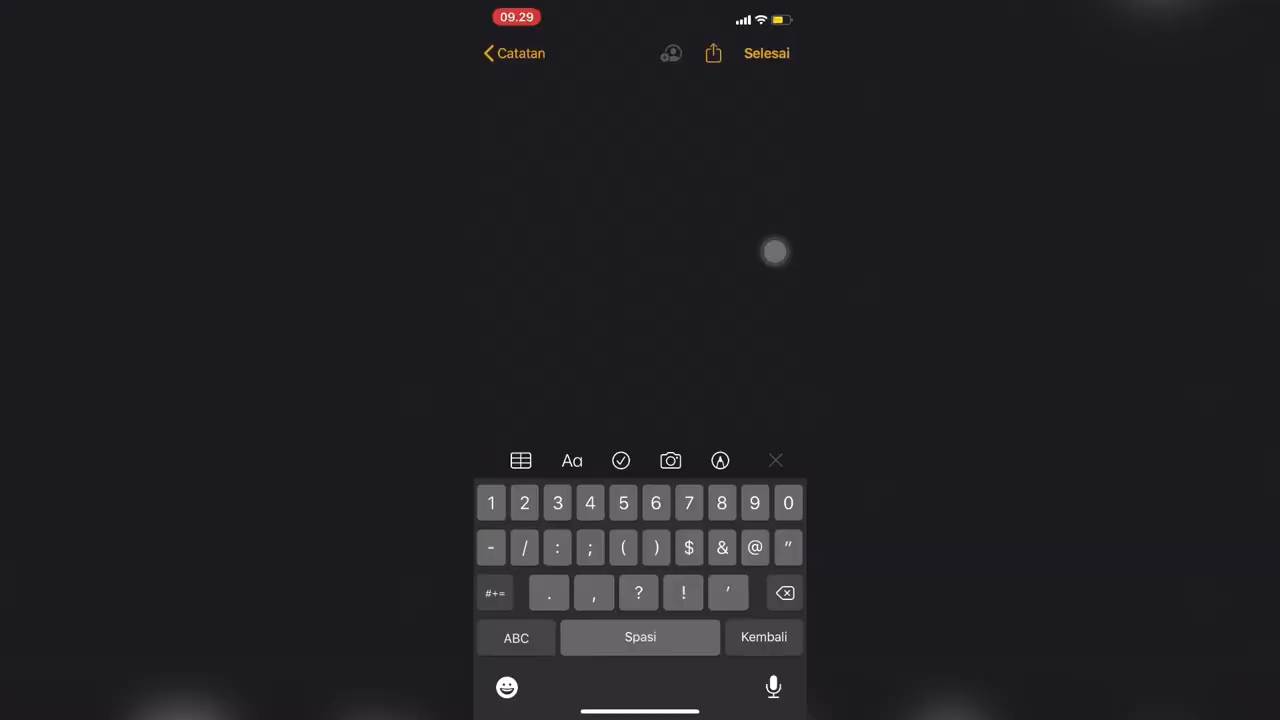 09.29
Catatan Selesai
Aa
1 2 3 4 5 6 7 8 9 0
- / : ; ( ) $ & @ "
#+= . , ? ! '
ABC Spasi Kembali